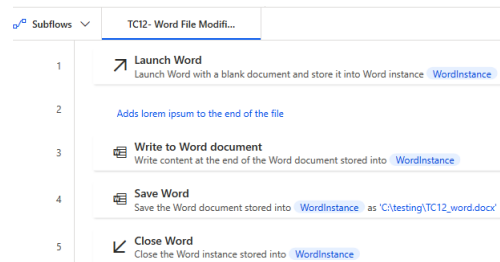 Subflows
TC12- Word File Modifi...
1
Launch Word
Launch Word with a blank document and store it into Word instance WordInstance
2
Adds lorem ipsum to the end of the file
3
Write to Word document
Write content at the end of the Word document stored into WordInstance
4
Save Word
Save the Word document stored into WordInstance as 'C:\testing\TC12_word.docx'
5
Close Word
Close the Word instance stored into WordInstance